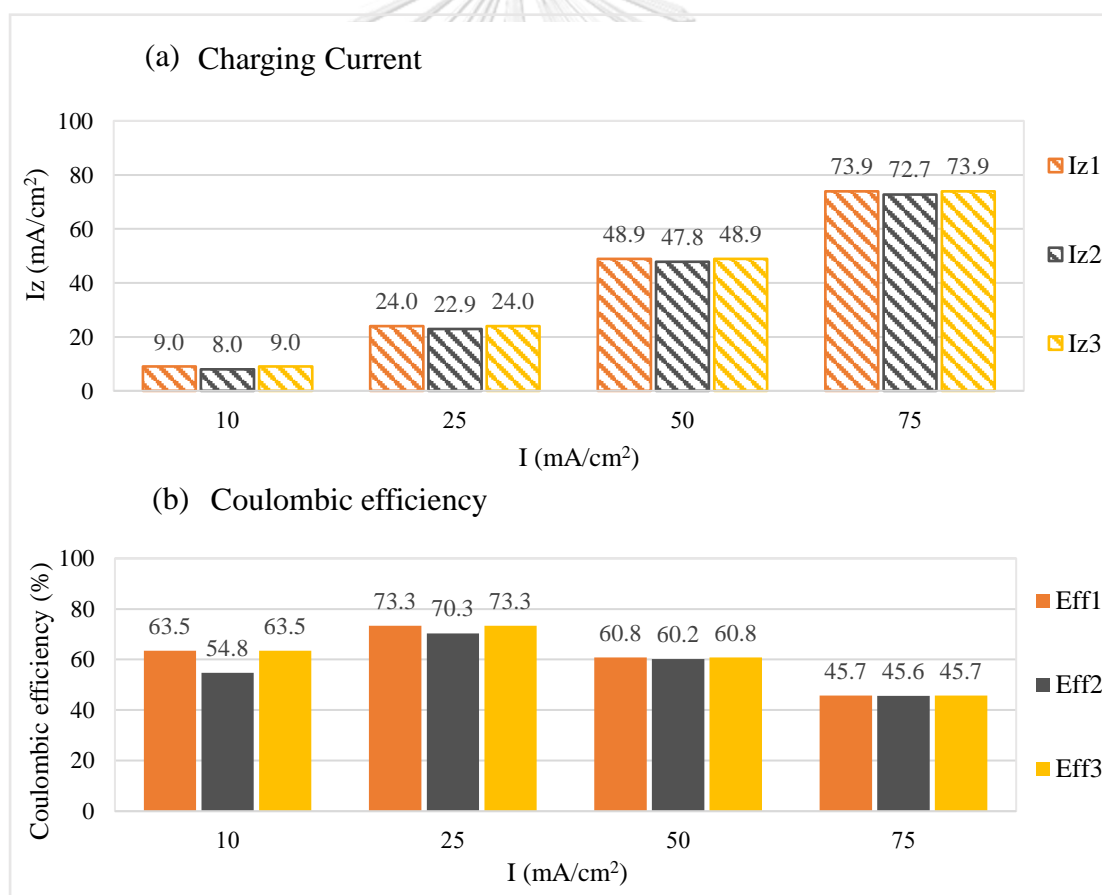 (a) Charging Current
Iz (mA/cm²)
100
80
60
40
20
0
9.0 8.0 9.0
24.0 22.9 24.0
48.9 47.8 48.9
73.9 72.7 73.9
10 25 50 75
I (mA/cm²)
Iz1
Iz2
Iz3
(b) Coulombic efficiency
Coulombic efficiency (%)
100
80
60
40
20
0
63.5 54.8 63.5
73.3 70.3 73.3
60.8 60.2 60.8
45.7 45.6 45.7
10 25 50 75
I (mA/cm²)
Eff1
Eff2
Eff3